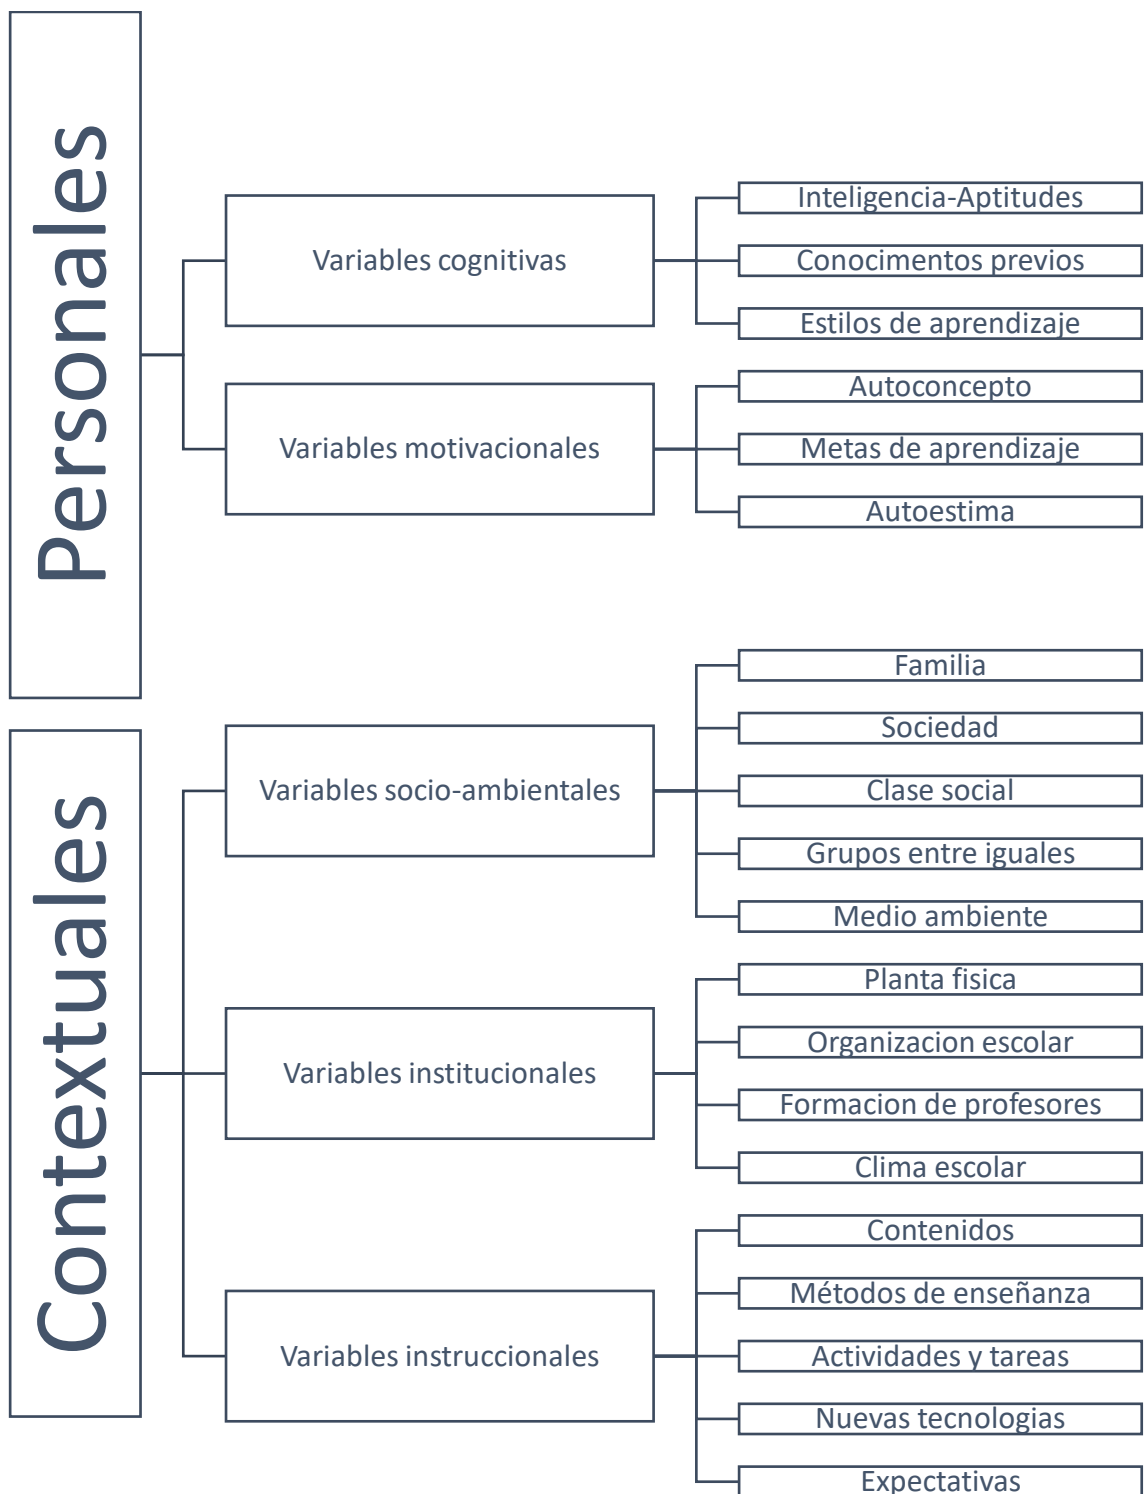 Personales
Variables cognitivas
Inteligencia-Aptitudes
Conocimentos previos
Estilos de aprendizaje
Variables motivacionales
Autoconcepto
Metas de aprendizaje
Autoestima
Contextuales
Variables socio-ambientales
Familia
Sociedad
Clase social
Grupos entre iguales
Medio ambiente
Variables institucionales
Planta fisica
Organizacion escolar
Formacion de profesores
Clima escolar
Variables instruccionales
Contenidos
Métodos de enseñanza
Actividades y tareas
Nuevas tecnologias
Expectativas